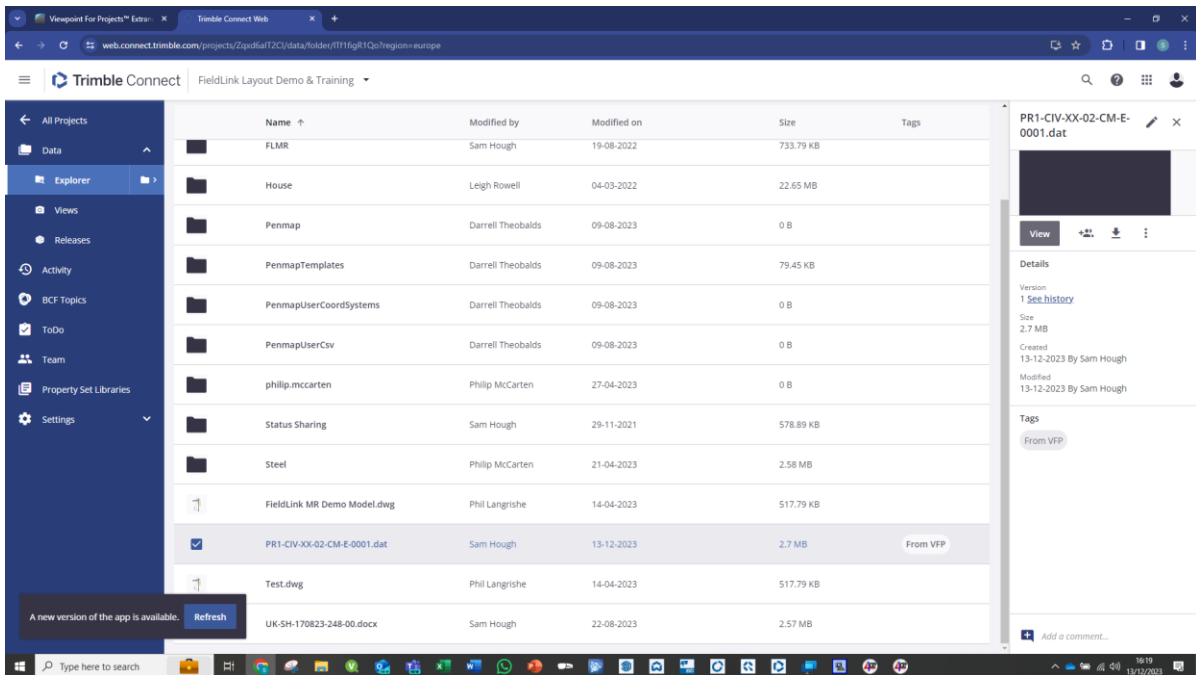 Viewpoint For Projects™ Extran
Trimble Connect Web
web.connect.trimble.com/projects/Zqxd6alT2CI/data/folder/lTf1figR1Qo?region=europe
Trimble Connect
FieldLink Layout Demo & Training
All Projects
Data
Explorer
Views
Releases
Activity
BCF Topics
ToDo
Team
Property Set Libraries
Settings
A new version of the app is available. Refresh
Name Modified by Modified on Size Tags
FLMR Sam Hough 19-08-2022 733.79 KB
House Leigh Rowell 04-03-2022 22.65 MB
Penmap Darrell Theobalds 09-08-2023 0 B
PenmapTemplates Darrell Theobalds 09-08-2023 79.45 KB
PenmapUserCoordSystems Darrell Theobalds 09-08-2023 0 B
PenmapUserCsv Darrell Theobalds 09-08-2023 0 B
philip.mccarten Philip McCarten 27-04-2023 0 B
Status Sharing Sam Hough 29-11-2021 578.89 KB
Steel Philip McCarten 21-04-2023 2.58 MB
FieldLink MR Demo Model.dwg Phil Langrishe 14-04-2023 517.79 KB
PR1-CIV-XX-02-CM-E-0001.dat Sam Hough 13-12-2023 2.7 MB From VFP
Test.dwg Phil Langrishe 14-04-2023 517.79 KB
UK-SH-170823-248-00.docx Sam Hough 22-08-2023 2.57 MB
PR1-CIV-XX-02-CM-E-
0001.dat
View
Details
Version
1 See history
Size
2.7 MB
Created
13-12-2023 By Sam Hough
Modified
13-12-2023 By Sam Hough
Tags
From VFP
Add a comment...
Type here to search
16:19
13/12/2023